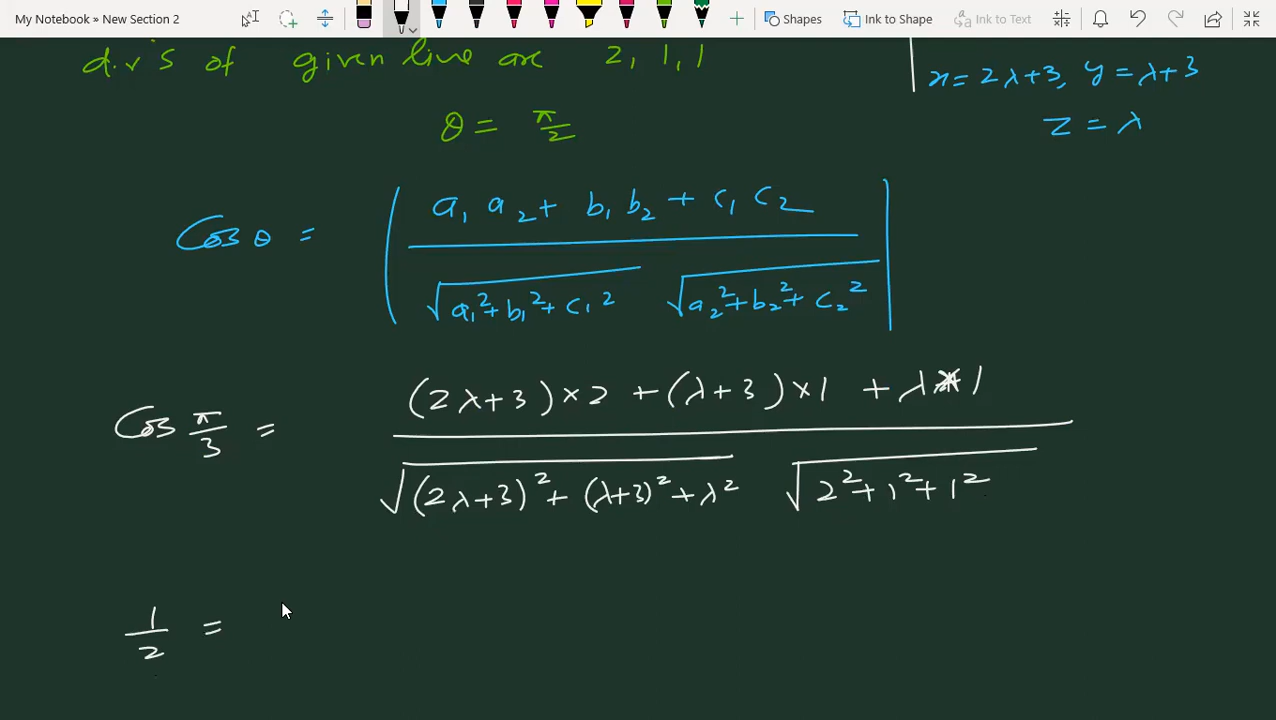 My Notebook » New Section 2
Shapes
Ink to Shape
Ink to Text
d.r's of given line are 2, 1, 1
x = 2λ+3, y = λ+3
z = λ
θ = π/2
Cos θ = | (a₁ a₂ + b₁ b₂ + c₁ c₂) / (√(a₁²+b₁²+c₁²) √(a₂²+b₂²+c₂²)) |
Cos π/3 = ((2λ+3)×2 + (λ+3)×1 + λ×1) / (√((2λ+3)²+(λ+3)²+λ²) √(2²+1²+1²))
1/2 =